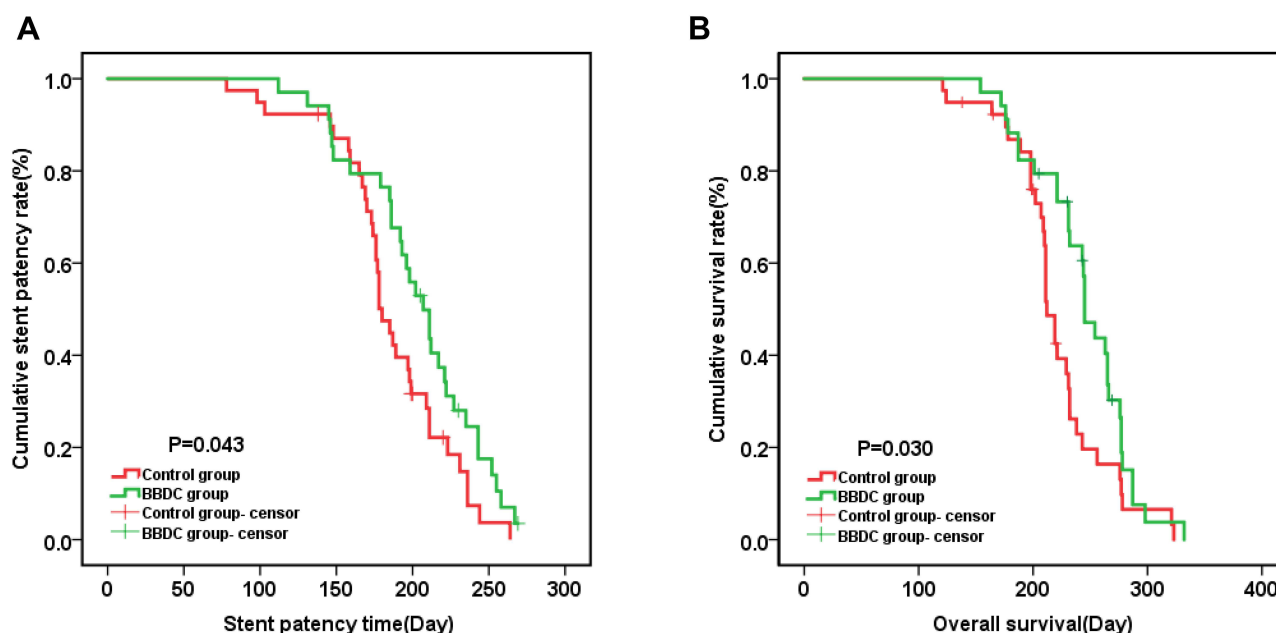 A
Cumulative stent patency rate(%)
1.0
0.8
0.6
0.4
0.2
0.0
P=0.043
Control group
BBDC group
Control group- censor
BBDC group- censor
0 50 100 150 200 250 300
Stent patency time(Day)
B
Cumulative survival rate(%)
1.0
0.8
0.6
0.4
0.2
0.0
P=0.030
Control group
BBDC group
Control group- censor
BBDC group- censor
0 100 200 300 400
Overall survival(Day)